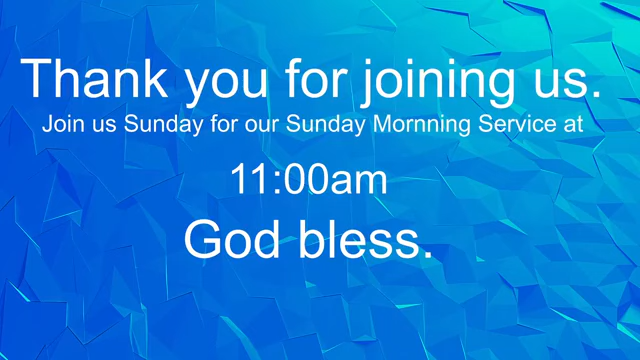 Thank you for joining us.
Join us Sunday for our Sunday Mornning Service at
11:00am
God bless.